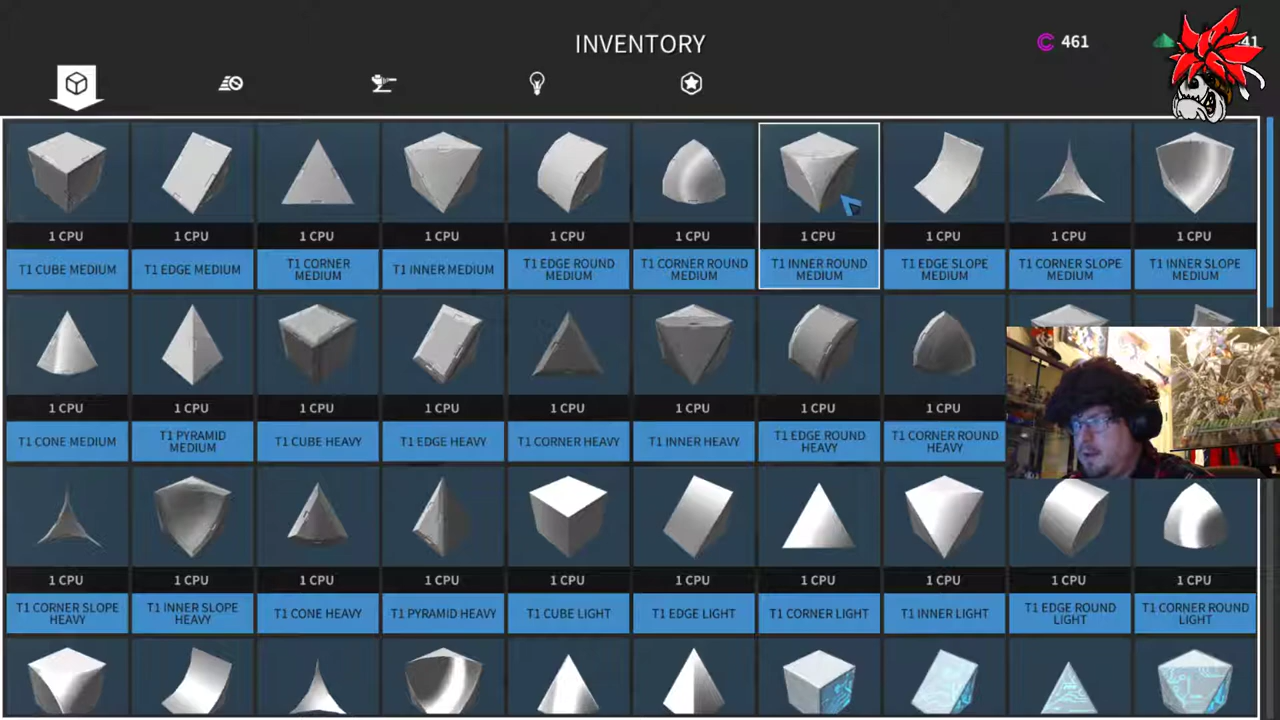 INVENTORY
461
41
1 CPU
1 CPU
1 CPU
1 CPU
1 CPU
1 CPU
1 CPU
1 CPU
1 CPU
1 CPU
T1 CUBE MEDIUM
T1 EDGE MEDIUM
T1 CORNER
MEDIUM
T1 INNER MEDIUM
T1 EDGE ROUND
MEDIUM
T1 CORNER ROUND
MEDIUM
T1 INNER ROUND
MEDIUM
T1 EDGE SLOPE
MEDIUM
T1 CORNER SLOPE
MEDIUM
T1 INNER SLOPE
MEDIUM
1 CPU
1 CPU
1 CPU
1 CPU
1 CPU
1 CPU
1 CPU
1 CPU
T1 CONE MEDIUM
T1 PYRAMID
MEDIUM
T1 CUBE HEAVY
T1 EDGE HEAVY
T1 CORNER HEAVY
T1 INNER HEAVY
T1 EDGE ROUND
HEAVY
T1 CORNER ROUND
HEAVY
1 CPU
1 CPU
1 CPU
1 CPU
1 CPU
1 CPU
1 CPU
1 CPU
1 CPU
1 CPU
T1 CORNER SLOPE
HEAVY
T1 INNER SLOPE
HEAVY
T1 CONE HEAVY
T1 PYRAMID HEAVY
T1 CUBE LIGHT
T1 EDGE LIGHT
T1 CORNER LIGHT
T1 INNER LIGHT
T1 EDGE ROUND
LIGHT
T1 CORNER ROUND
LIGHT